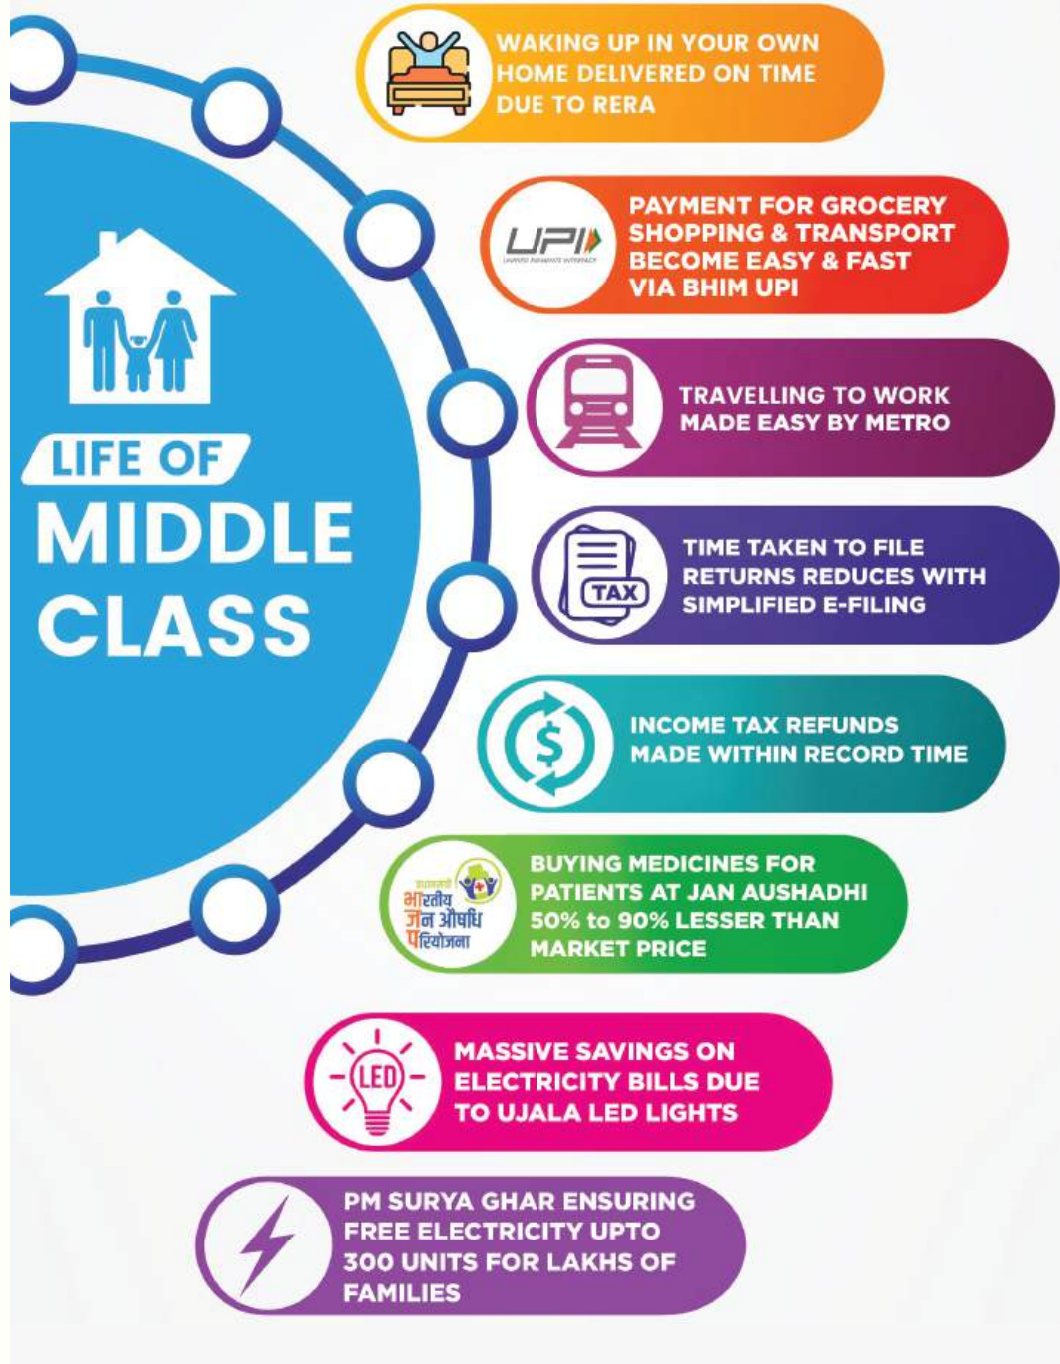 LIFE OF
MIDDLE
CLASS
WAKING UP IN YOUR OWN
HOME DELIVERED ON TIME
DUE TO RERA
UPI
UNIFIED PAYMENTS INTERFACE
PAYMENT FOR GROCERY
SHOPPING & TRANSPORT
BECOME EASY & FAST
VIA BHIM UPI
TRAVELLING TO WORK
MADE EASY BY METRO
TAX
TIME TAKEN TO FILE
RETURNS REDUCES WITH
SIMPLIFIED E-FILING
$
INCOME TAX REFUNDS
MADE WITHIN RECORD TIME
प्रधानमंत्री
भारतीय
जन औषधि
परियोजना
BUYING MEDICINES FOR
PATIENTS AT JAN AUSHADHI
50% to 90% LESSER THAN
MARKET PRICE
LED
MASSIVE SAVINGS ON
ELECTRICITY BILLS DUE
TO UJALA LED LIGHTS
PM SURYA GHAR ENSURING
FREE ELECTRICITY UPTO
300 UNITS FOR LAKHS OF
FAMILIES